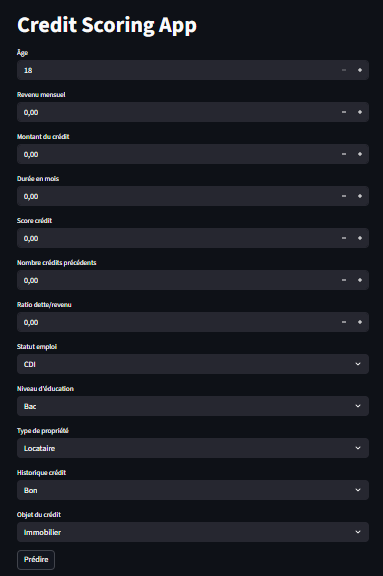 Credit Scoring App
Âge
18
Revenu mensuel
0,00
Montant du crédit
0,00
Durée en mois
0,00
Score crédit
0,00
Nombre crédits précédents
0,00
Ratio dette/revenu
0,00
Statut emploi
CDI
Niveau d'éducation
Bac
Type de propriété
Locataire
Historique crédit
Bon
Objet du crédit
Immobilier
Prédire